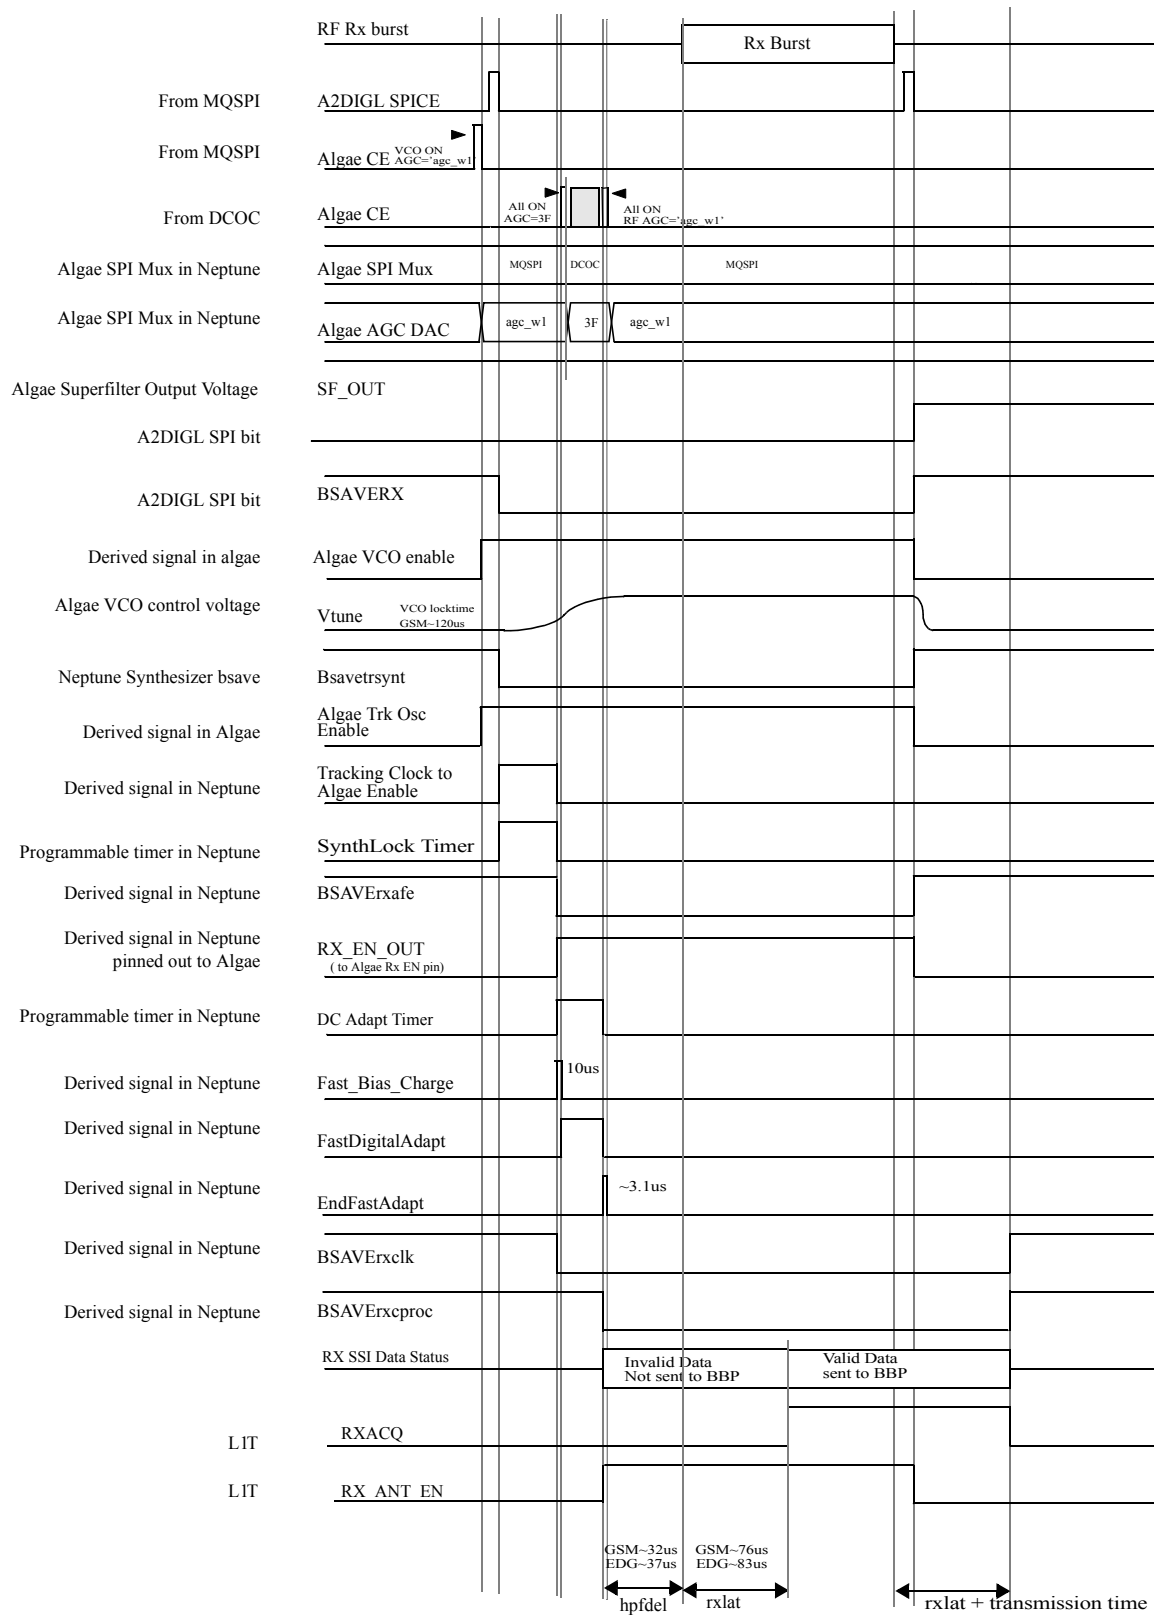 RF Rx burst
Rx Burst
From MQSPI
A2DIGL SPICE
From MQSPI
Algae CE
VCO ON
AGC='agc_w1'
From DCOC
Algae CE
All ON
AGC=3F
All ON
RF AGC='agc_w1'
Algae SPI Mux in Neptune
Algae SPI Mux
MQSPI
DCOC
MQSPI
Algae SPI Mux in Neptune
Algae AGC DAC
agc_w1
3F
agc_w1
Algae Superfilter Output Voltage
SF_OUT
A2DIGL SPI bit
A2DIGL SPI bit
BSAVERX
Derived signal in algae
Algae VCO enable
Algae VCO control voltage
Vtune
VCO locktime
GSM~120us
Neptune Synthesizer bsave
Bsavetrsynt
Derived signal in Algae
Algae Trk Osc
Enable
Derived signal in Neptune
Tracking Clock to
Algae Enable
Programmable timer in Neptune
SynthLock Timer
Derived signal in Neptune
BSAVErxafe
Derived signal in Neptune
pinned out to Algae
RX_EN_OUT
( to Algae Rx EN pin)
Programmable timer in Neptune
DC Adapt Timer
Derived signal in Neptune
Fast_Bias_Charge
10us
Derived signal in Neptune
FastDigitalAdapt
Derived signal in Neptune
EndFastAdapt
~3.1us
Derived signal in Neptune
BSAVErxclk
Derived signal in Neptune
BSAVErxcproc
RX SSI Data Status
Invalid Data
Not sent to BBP
Valid Data
sent to BBP
L1T
RXACQ
L1T
RX_ANT_EN
GSM~32us
EDG~37us
GSM~76us
EDG~83us
hpfdel
rxlat
rxlat + transmission time